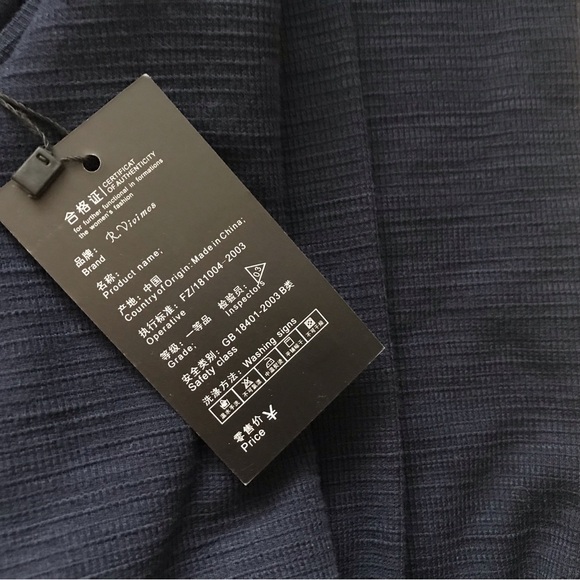 合格证 CERTIFICAT OF AUTHENTICITY
for further functional in formations
the women's fashion
品牌:
Brand R.Vivimos
名称:
Product name:
产地: 中国
Country of Origin: Made in China:
执行标准: FZ/181004-2003
Operative
等级: 一等品 检验员: 03
Grade: Inspectors
安全类别: GB 18401-2003 B类
Safety class
洗涤方法: Washing signs
零售价
Price